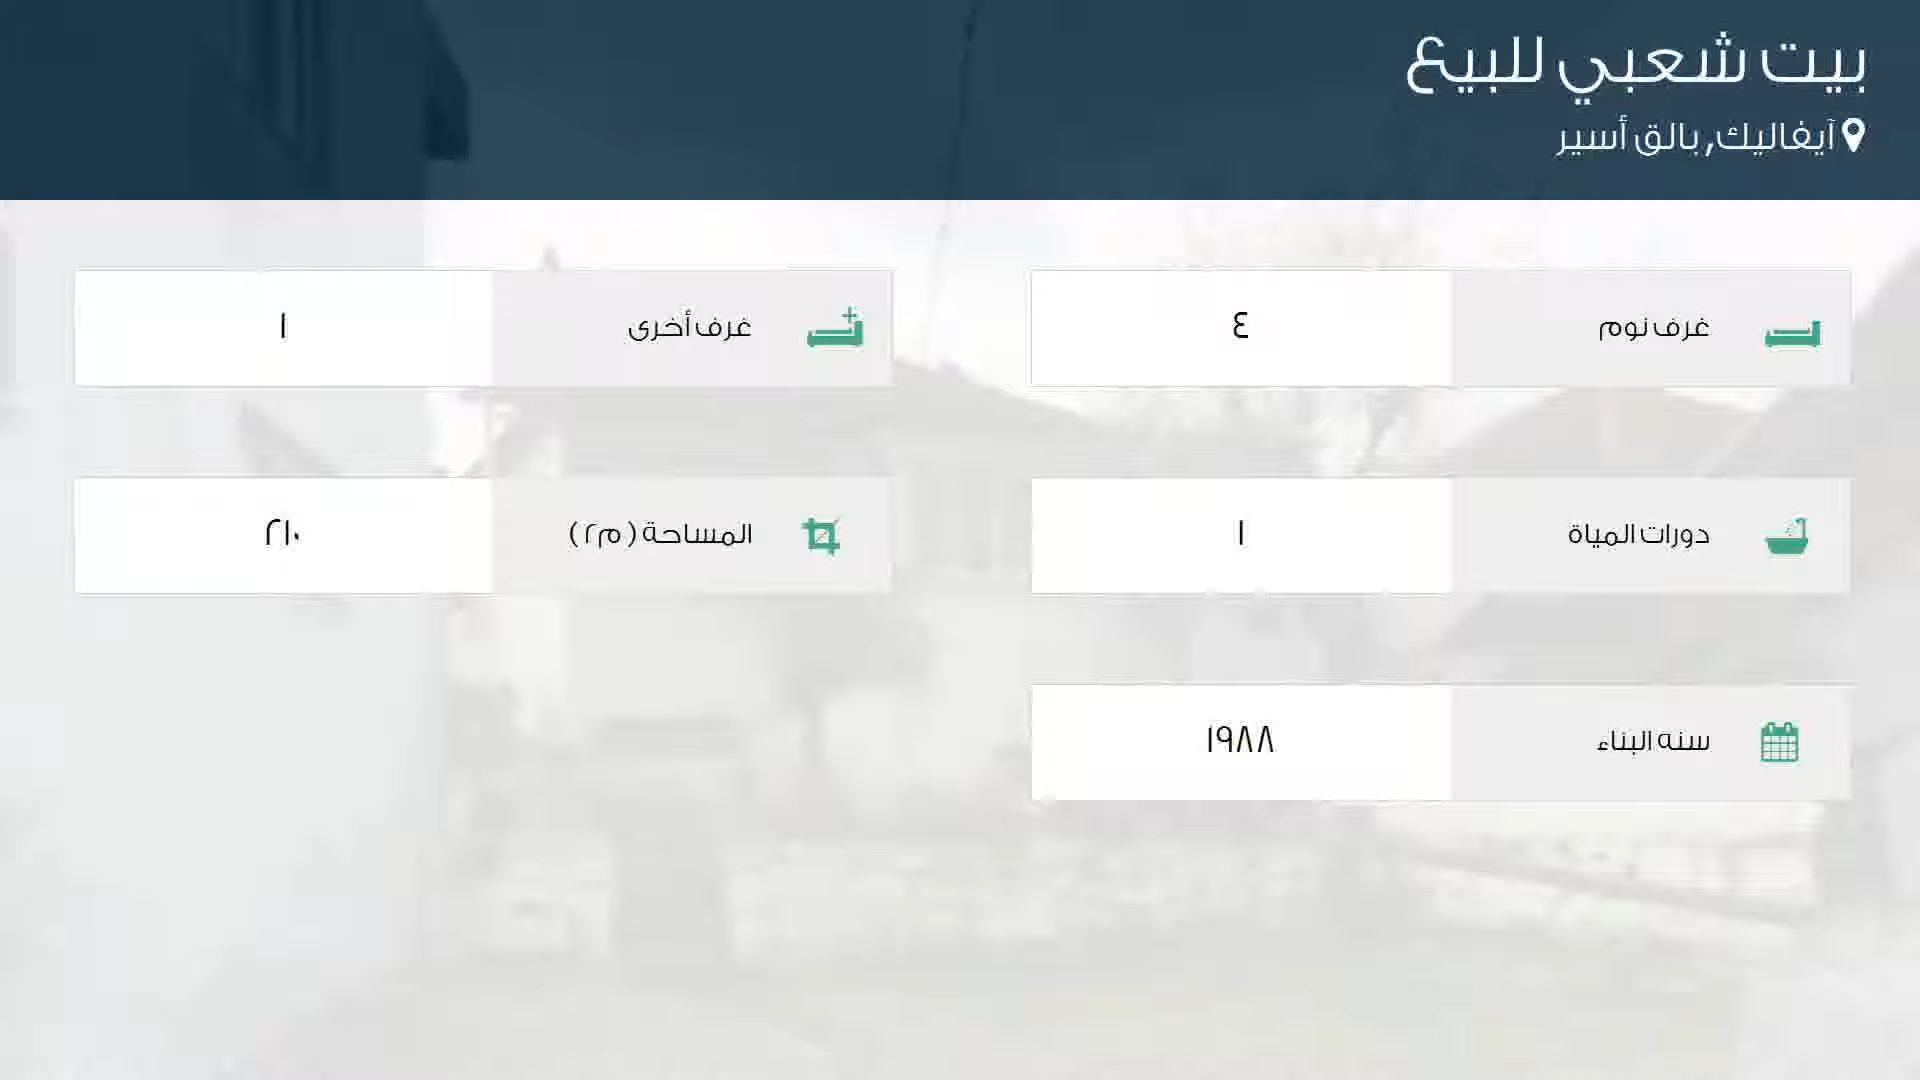 بيت شعبي للبيع
آيفاليك, بالق أسير
غرف نوم
٤
غرف أخرى
١
دورات المياة
١
المساحة (م٢)
٢١٠
سنه البناء
١٩٨٨